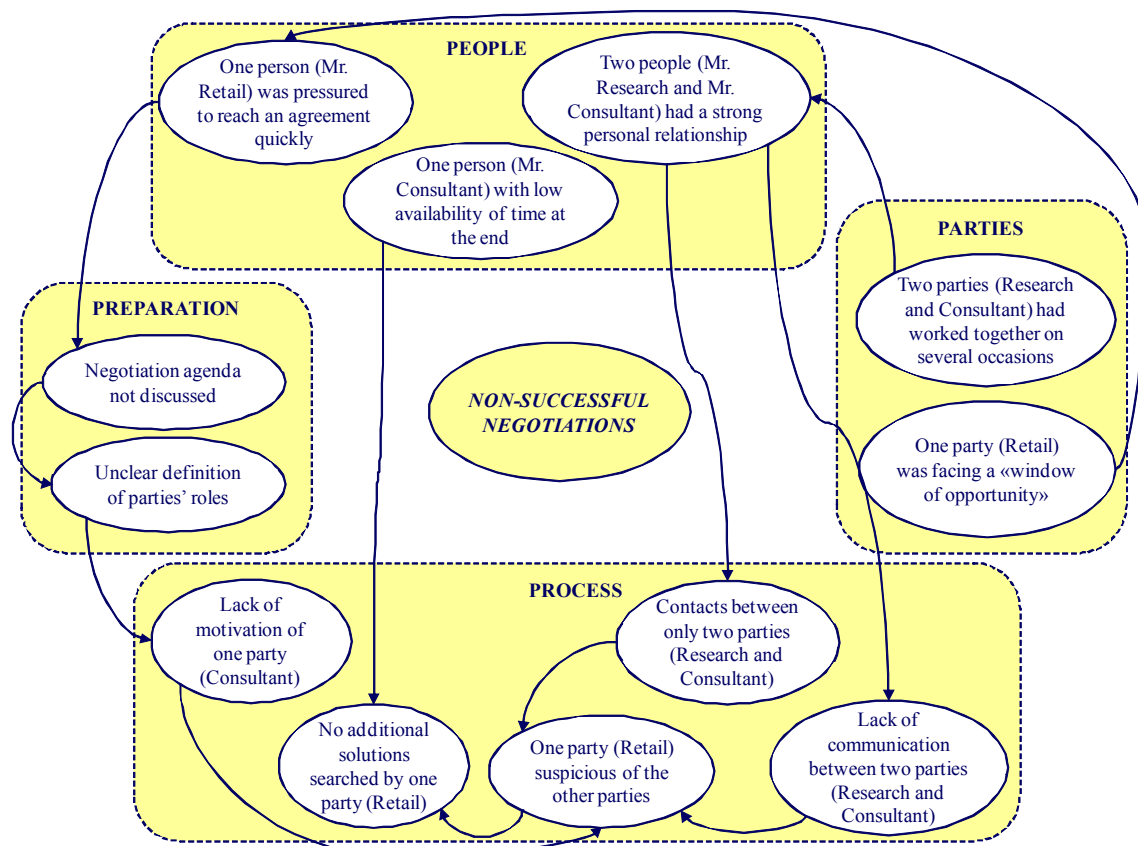 PEOPLE
One person (Mr.
Retail) was pressured
to reach an agreement
quickly
Two people (Mr.
Research and Mr.
Consultant) had a strong
personal relationship
One person (Mr.
Consultant) with low
availability of time at
the end
PARTIES
Two parties (Research
and Consultant) had
worked together on
several occasions
One party (Retail)
was facing a «window
of opportunity»
PREPARATION
Negotiation agenda
not discussed
Unclear definition
of parties’ roles
NON-SUCCESSFUL
NEGOTIATIONS
PROCESS
Lack of
motivation of
one party
(Consultant)
Contacts between
only two parties
(Research and
Consultant)
No additional
solutions
searched by one
party (Retail)
One party (Retail)
suspicious of the
other parties
Lack of
communication
between two parties
(Research and
Consultant)